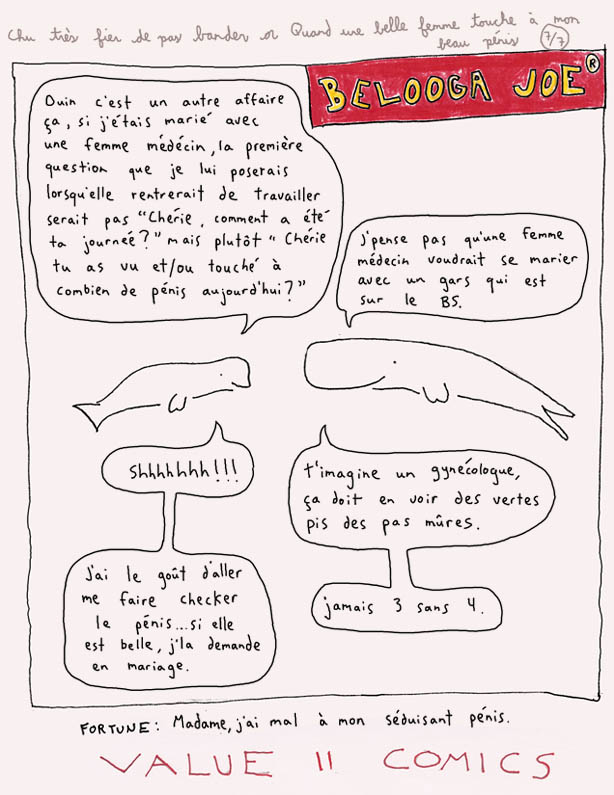 Chu très fier de pas bander or Quand une belle femme touche à mon
beau pénis 7/7
BELOOGA JOE®
Ouin c'est un autre affaire
ça, si j'étais marié avec
une femme médécin, la première
question que je lui poserais
lorsqu'elle rentrerait de travailler
serait pas "Chérie, comment a été
ta journeé?" mais plutôt "Chérie
tu as vu et/ou touché à
combien de pénis aujourd'hui?"
J'pense pas qu'une femme
médecin voudrait se marier
avec un gars qui est
sur le BS.
Shhhhhhh!!!
T'imagine un gynécologue,
ça doit en voir des vertes
pis des pas mûres.
J'ai le goût d'aller
me faire checker
le pénis...si elle
est belle, j'la demande
en mariage.
jamais 3 sans 4.
FORTUNE: Madame, j'ai mal à mon séduisant pénis.
VALUE II COMICS